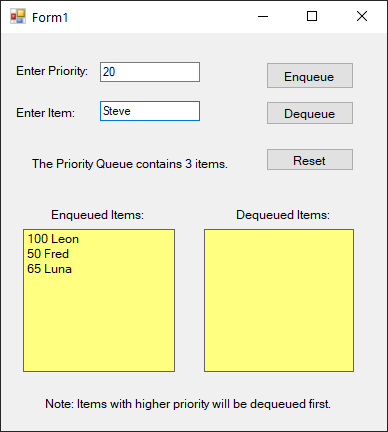 Form1
Enter Priority: 20 Enqueue
Enter Item: Steve Dequeue
The Priority Queue contains 3 items. Reset
Enqueued Items: Dequeued Items:
100 Leon
50 Fred
65 Luna
Note: Items with higher priority will be dequeued first.